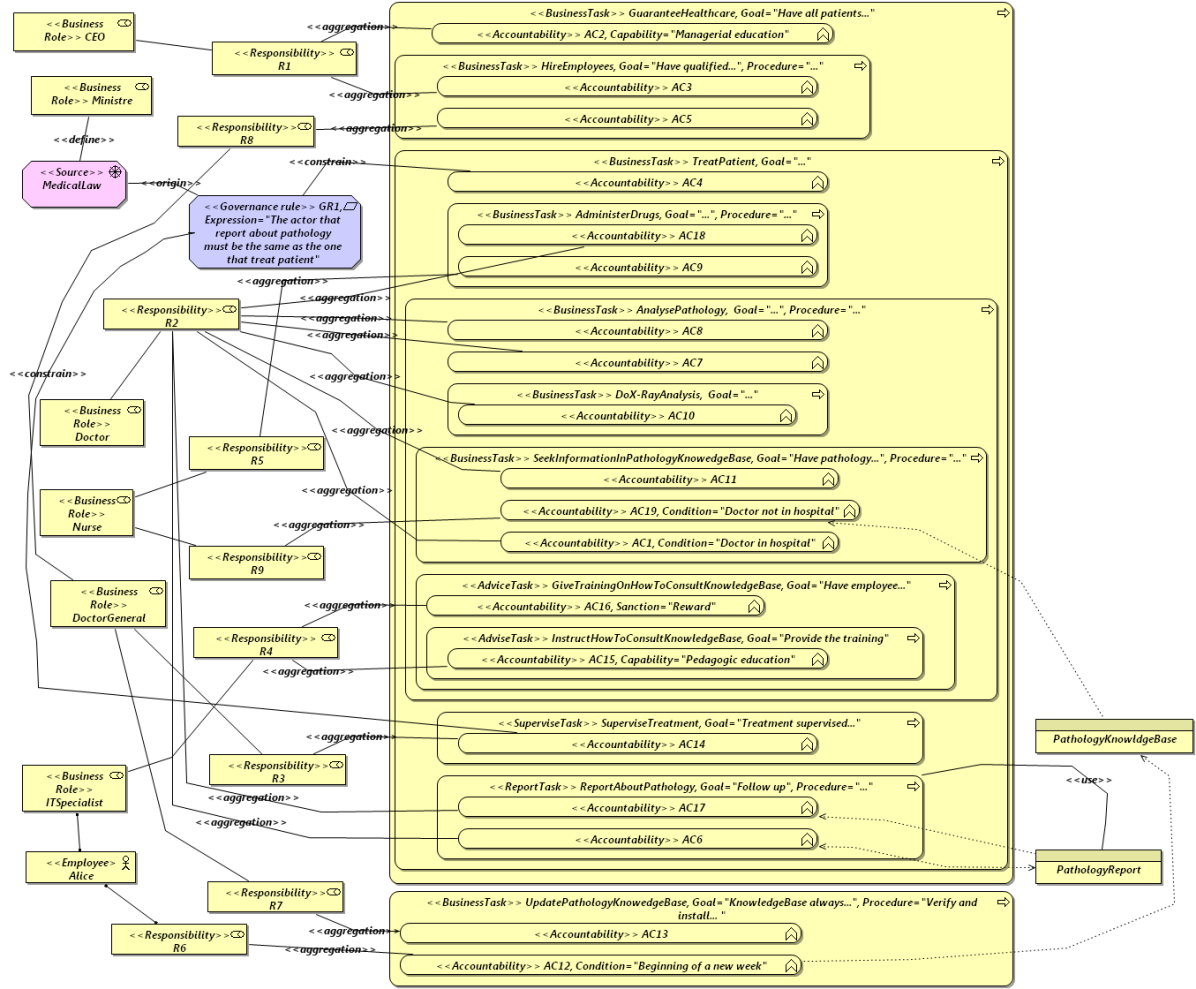 <<Business
Role>> CEO
<<Responsibility>>
R1
<<aggregation>>
<<BusinessTask>> GuaranteeHealthcare, Goal="Have all patients..."
<<Accountability>> AC2, Capability="Managerial education"
<<BusinessTask>> HireEmployees, Goal="Have qualified...", Procedure="..."
<<Accountability>> AC3
<<aggregation>>
<<Business
Role>> Ministre
<<define>>
<<Responsibility>>
R8
<<aggregation>>
<<Accountability>> AC5
<<Source>>
MedicalLaw
<<origin>>
<<constrain>>
<<BusinessTask>> TreatPatient, Goal="..."
<<Accountability>> AC4
<<Governance rule>> GR1,
Expression="The actor that
report about pathology
must be the same as the one
that treat patient"
<<BusinessTask>> AdministerDrugs, Goal="...", Procedure="..."
<<Accountability>> AC18
<<Accountability>> AC9
<<aggregation>>
<<aggregation>>
<<Responsibility>>
R2
<<aggregation>>
<<aggregation>>
<<BusinessTask>> AnalysePathology, Goal="...", Procedure="..."
<<Accountability>> AC8
<<Accountability>> AC7
<<constrain>>
<<aggregation>>
<<BusinessTask>> DoX-RayAnalysis, Goal="..."
<<Accountability>> AC10
<<Business
Role>>
Doctor
<<aggregation>>
<<Responsibility>>
R5
<<BusinessTask>> SeekInformationInPathologyKnowledgeBase, Goal="Have pathology...", Procedure="..."
<<Accountability>> AC11
<<aggregation>>
<<Business
Role>>
Nurse
<<aggregation>>
<<Accountability>> AC19, Condition="Doctor not in hospital"
<<Accountability>> AC1, Condition="Doctor in hospital"
<<Responsibility>>
R9
<<Business
Role>>
DoctorGeneral
<<AdviceTask>> GiveTrainingOnHowToConsultKnowledgeBase, Goal="Have employee..."
<<aggregation>>
<<Accountability>> AC16, Sanction="Reward"
<<Responsibility>>
R4
<<AdviseTask>> InstructHowToConsultKnowledgeBase, Goal="Provide the training"
<<Accountability>> AC15, Capability="Pedagogic education"
<<aggregation>>
<<SuperviseTask>> SuperviseTreatment, Goal="Treatment supervised..."
<<aggregation>>
<<Accountability>> AC14
PathologyKnowldgeBase
<<Responsibility>>
R3
<<Business
Role>>
ITSpecialist
<<ReportTask>> ReportAboutPathology, Goal="Follow up", Procedure="..."
<<use>>
<<aggregation>>
<<Accountability>> AC17
<<aggregation>>
<<Accountability>> AC6
<<Employee>
Alice
PathologyReport
<<Responsibility>>
R7
<<BusinessTask>> UpdatePathologyKnowedgeBase, Goal="KnowledgeBase always...", Procedure="Verify and
install... "
<<aggregation>>
<<Accountability>> AC13
<<Responsibility>>
R6
<<aggregation>>
<<Accountability>> AC12, Condition="Beginning of a new week"